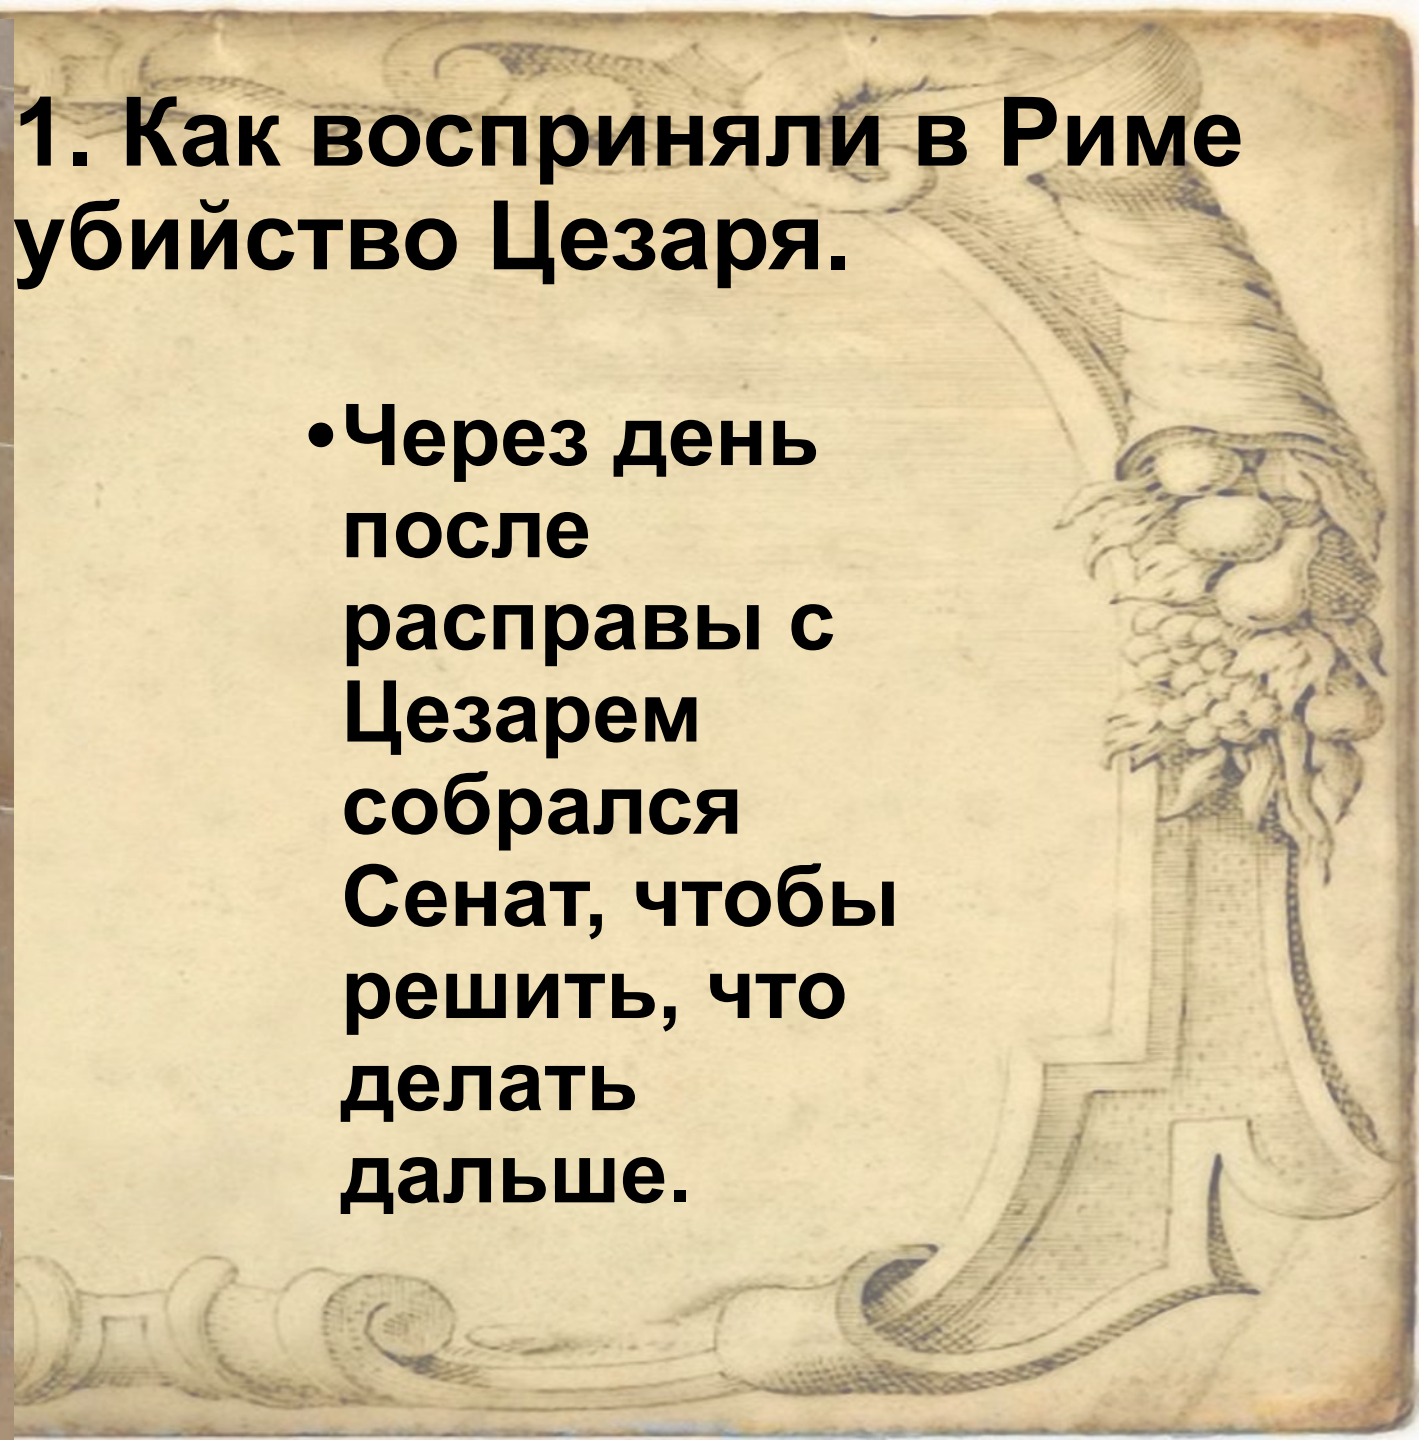 1. Как восприняли в Риме
убийство Цезаря.
•Через день
после
расправы с
Цезарем
собрался
Сенат, чтобы
решить, что
делать
дальше.